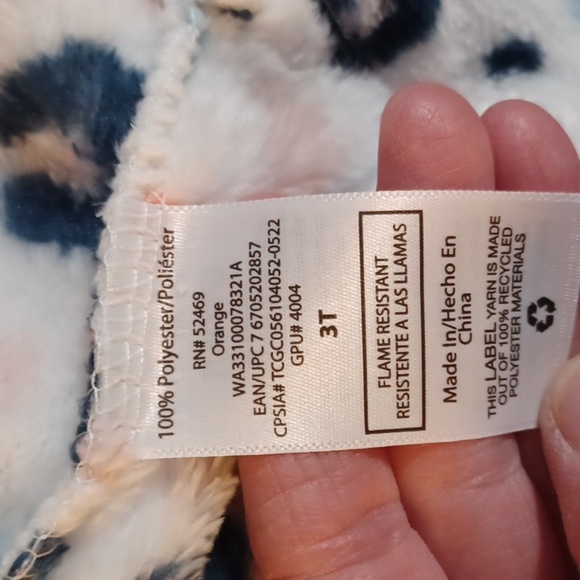 100% Polyester/Poliéster
RN# 52469
Orange
WA33100078321A
EAN/UPC 7 6705202857
CPSIA# TCGC056104052-0522
GPU# 4004
3T
FLAME RESISTANT
RESISTENTE A LAS LLAMAS
Made In/Hecho En
China
THIS LABEL YARN IS MADE
OUT OF 100% RECYCLED
POLYESTER MATERIALS